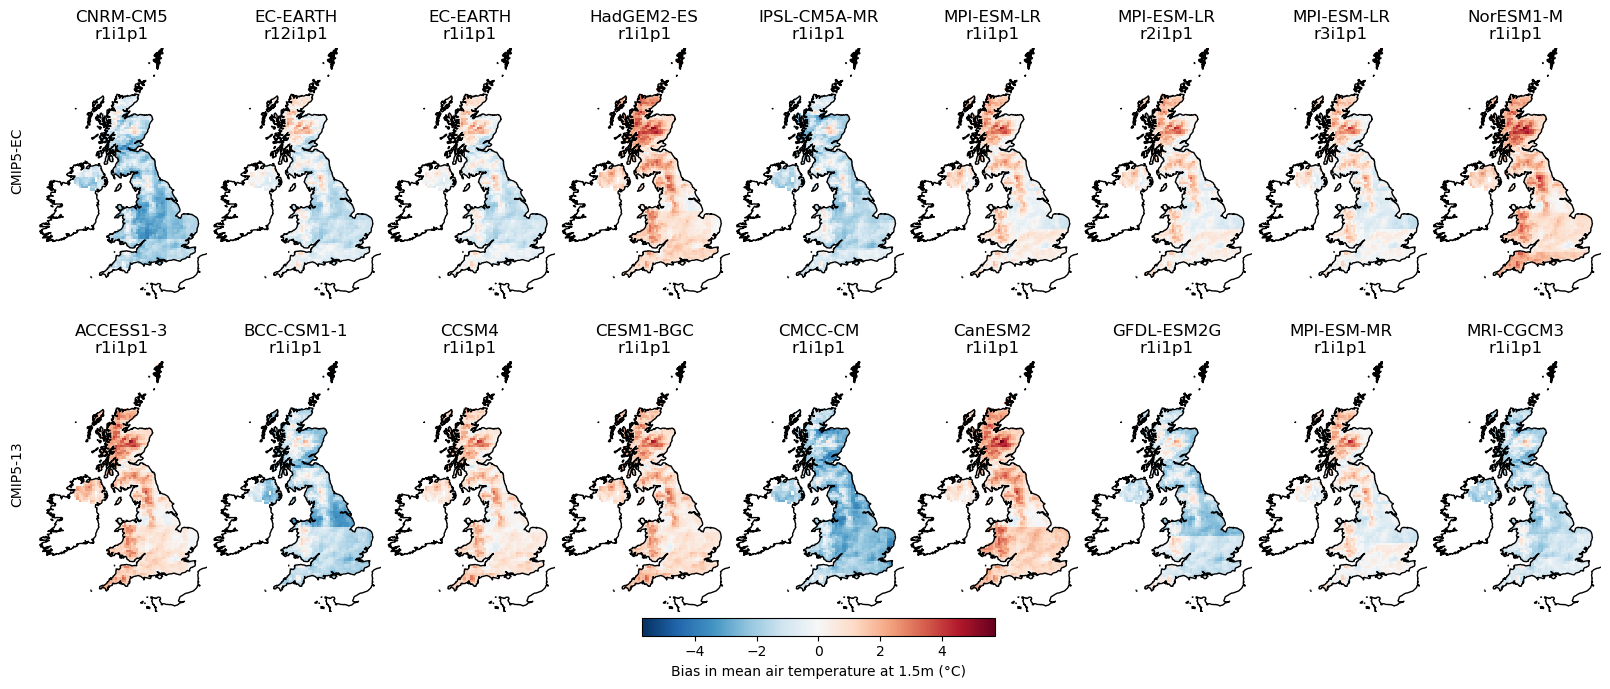 CNRM-CM5
r1i1p1
EC-EARTH
r12i1p1
EC-EARTH
r1i1p1
HadGEM2-ES
r1i1p1
IPSL-CM5A-MR
r1i1p1
MPI-ESM-LR
r1i1p1
MPI-ESM-LR
r2i1p1
MPI-ESM-LR
r3i1p1
NorESM1-M
r1i1p1
CMIP5-EC
ACCESS1-3
r1i1p1
BCC-CSM1-1
r1i1p1
CCSM4
r1i1p1
CESM1-BGC
r1i1p1
CMCC-CM
r1i1p1
CanESM2
r1i1p1
GFDL-ESM2G
r1i1p1
MPI-ESM-MR
r1i1p1
MRI-CGCM3
r1i1p1
CMIP5-13
−4 −2 0 2 4
Bias in mean air temperature at 1.5m (°C)